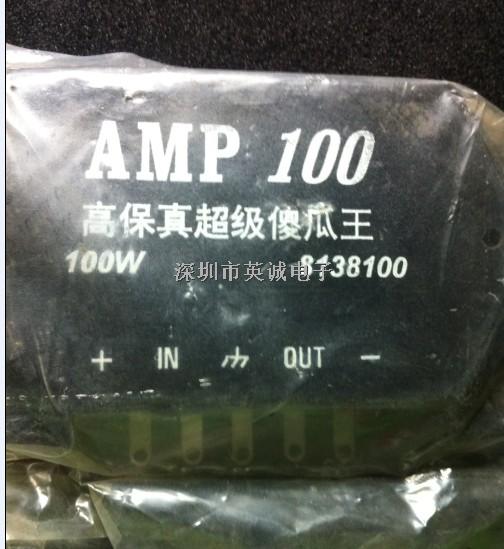 AMP 100
高保真超级傻瓜王
100W 8138100
深圳市英诚电子
+ IN OUT -